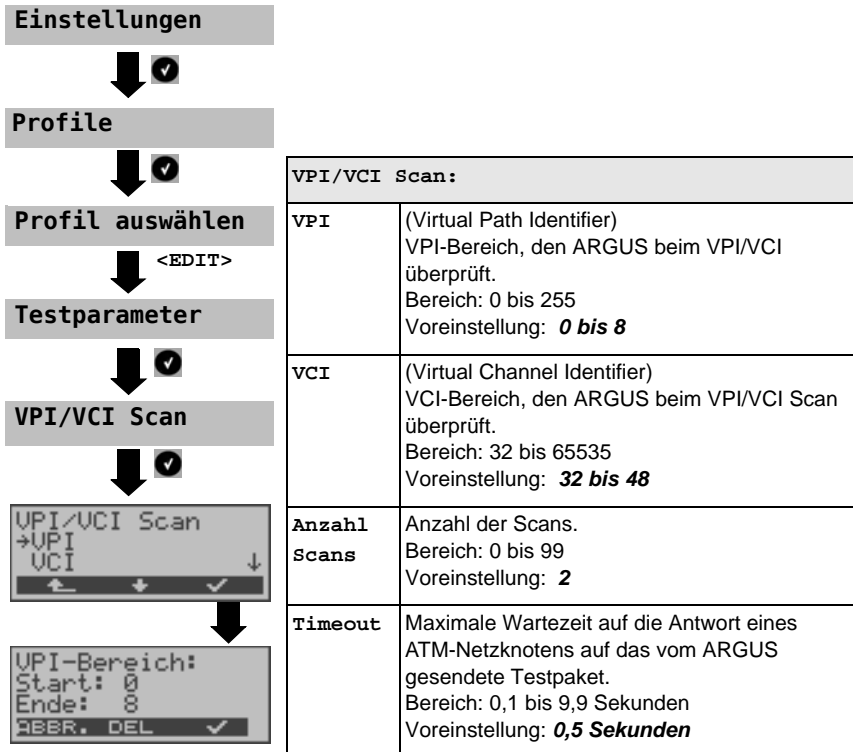 Einstellungen
Profile
Profil auswählen
<EDIT>
Testparameter
VPI/VCI Scan
VPI/VCI Scan
→VPI
VCI ↓
VPI-Bereich:
Start: 0
Ende: 8
ABBR. DEL ✓
VPI/VCI Scan:
VPI
(Virtual Path Identifier)
VPI-Bereich, den ARGUS beim VPI/VCI
überprüft.
Bereich: 0 bis 255
Voreinstellung: 0 bis 8
VCI
(Virtual Channel Identifier)
VCI-Bereich, den ARGUS beim VPI/VCI Scan
überprüft.
Bereich: 32 bis 65535
Voreinstellung: 32 bis 48
Anzahl
Scans
Anzahl der Scans.
Bereich: 0 bis 99
Voreinstellung: 2
Timeout
Maximale Wartezeit auf die Antwort eines
ATM-Netzknotens auf das vom ARGUS
gesendete Testpaket.
Bereich: 0,1 bis 9,9 Sekunden
Voreinstellung: 0,5 Sekunden